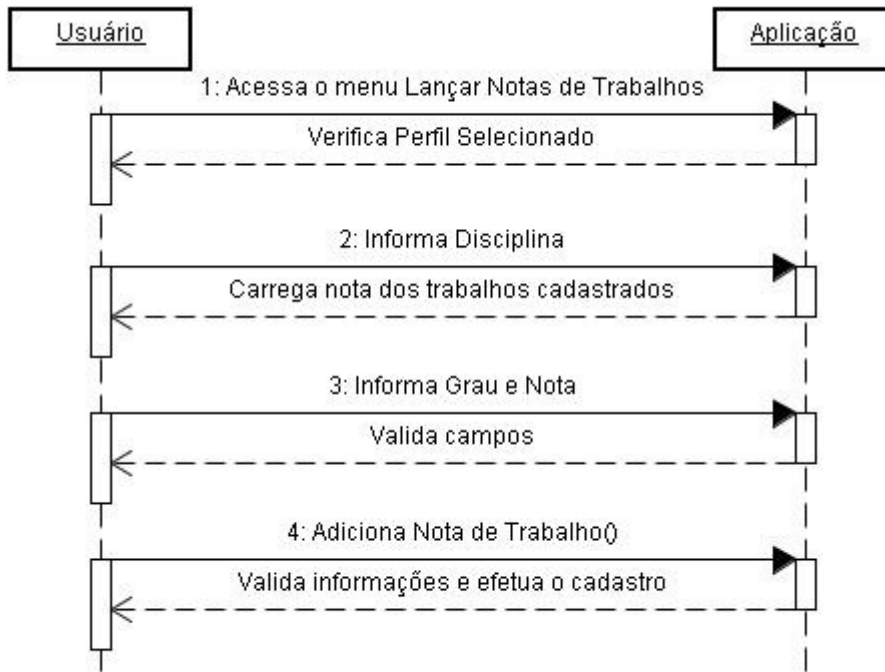 Usuário
Aplicação
1: Acessa o menu Lançar Notas de Trabalhos
Verifica Perfil Selecionado
2: Informa Disciplina
Carrega nota dos trabalhos cadastrados
3: Informa Grau e Nota
Valida campos
4: Adiciona Nota de Trabalho()
Valida informações e efetua o cadastro